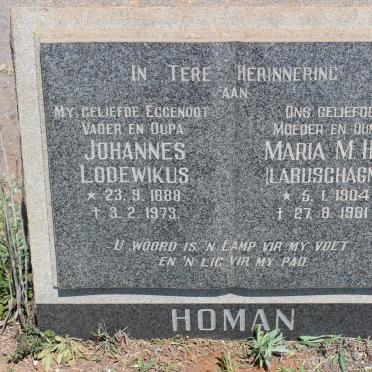 IN TERE HERINNERING
AAN
MY GELIEFDE EGGENOOT
VADER EN OUPA
JOHANNES
LODEWIKUS
★ 23. 9. 1888
† 3. 2. 1973.
ONS GELIEFDE
MOEDER EN
MARIA M
(LABUSCHAGN
★ 5. 1. 1904
† 27. 9. 1981
U WOORD IS 'N LAMP VIR MY VOET
EN 'N LIG VIR MY PAD.
HOMAN